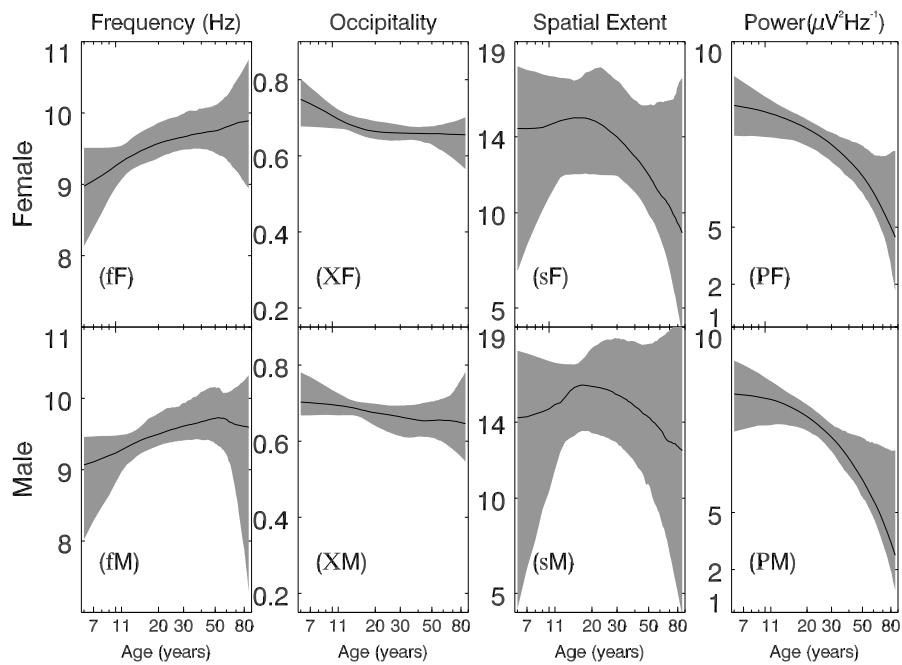 Frequency (Hz) Occipitality Spatial Extent Power(μV²Hz⁻¹)
Female
11
10
9
8
(fF)
0.8
0.6
0.4
0.2
(XF)
19
14
10
5
(sF)
10
5
2
1
(PF)
Male
11
10
9
8
(fM)
0.8
0.6
0.4
0.2
(XM)
19
14
10
5
(sM)
10
5
2
1
(PM)
7 11 20 30 50 80 7 11 20 30 50 80 7 11 20 30 50 80 7 11 20 30 50 80
Age (years) Age (years) Age (years) Age (years)